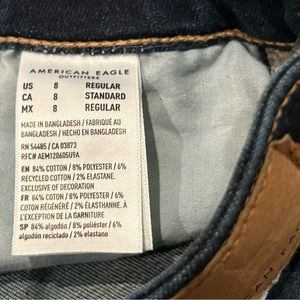 AMERICAN EAGLE
OUTFITTERS
US 8 REGULAR
CA 8 STANDARD
MX 8 REGULAR
MADE IN BANGLADESH / FABRIQUÉ AU
BANGLADESH / HECHO EN BANGLADESH
RN 54485 / CA 03873
RFC# AEM120605U9A
EN 84% COTTON / 8% POLYESTER / 6%
RECYCLED COTTON / 2% ELASTANE.
EXCLUSIVE OF DECORATION
FR 84% COTON / 8% POLYESTER / 6%
COTON RÉGÉNÉRÉ / 2% ÉLASTHANNE. À
L'EXCEPTION DE LA GARNITURE
SP 84% algodón / 8% poliéster / 6%
algodón reciclado / 2% elastano